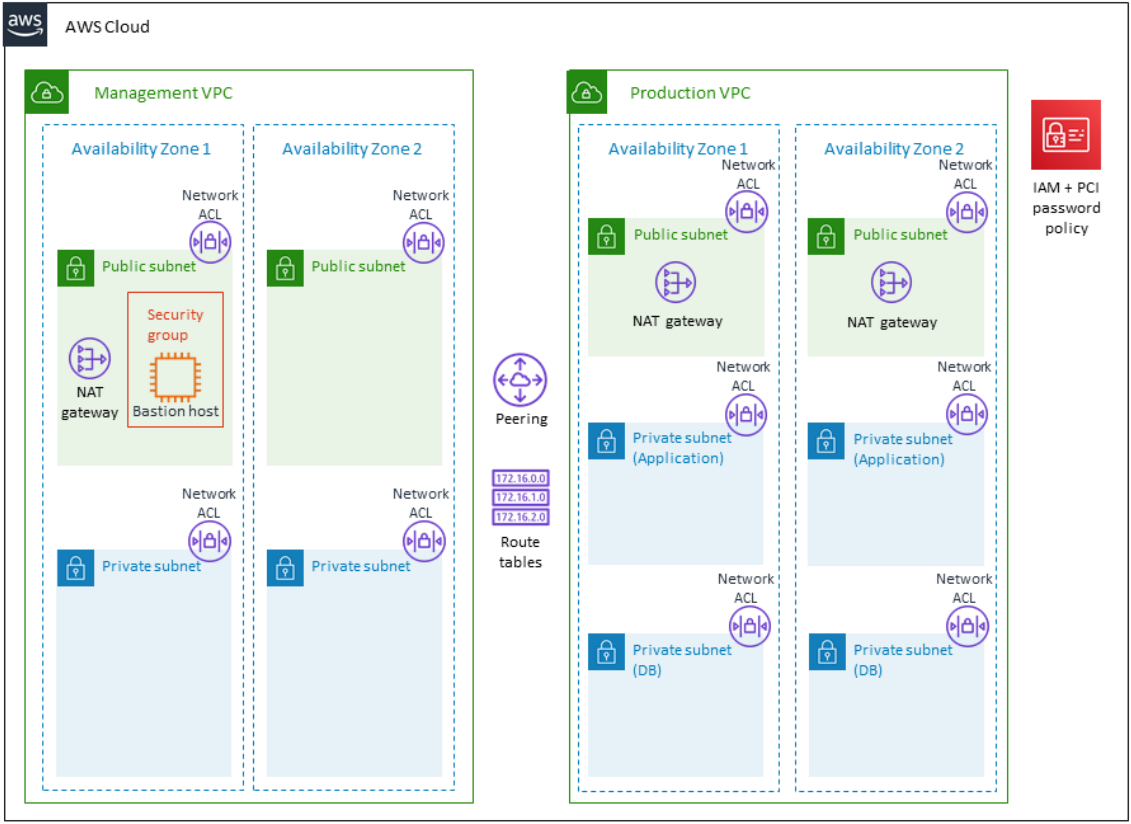 aws
AWS Cloud
Management VPC
Availability Zone 1
Network
ACL
Public subnet
Security
group
NAT
gateway
Bastion host
Network
ACL
Private subnet
Availability Zone 2
Network
ACL
Public subnet
Network
ACL
Private subnet
Peering
172.16.0.0
172.16.1.0
172.16.2.0
Route
tables
Production VPC
Availability Zone 1
Network
ACL
Public subnet
NAT gateway
Network
ACL
Private subnet
(Application)
Network
ACL
Private subnet
(DB)
Availability Zone 2
Network
ACL
Public subnet
NAT gateway
Network
ACL
Private subnet
(Application)
Network
ACL
Private subnet
(DB)
IAM + PCI
password
policy